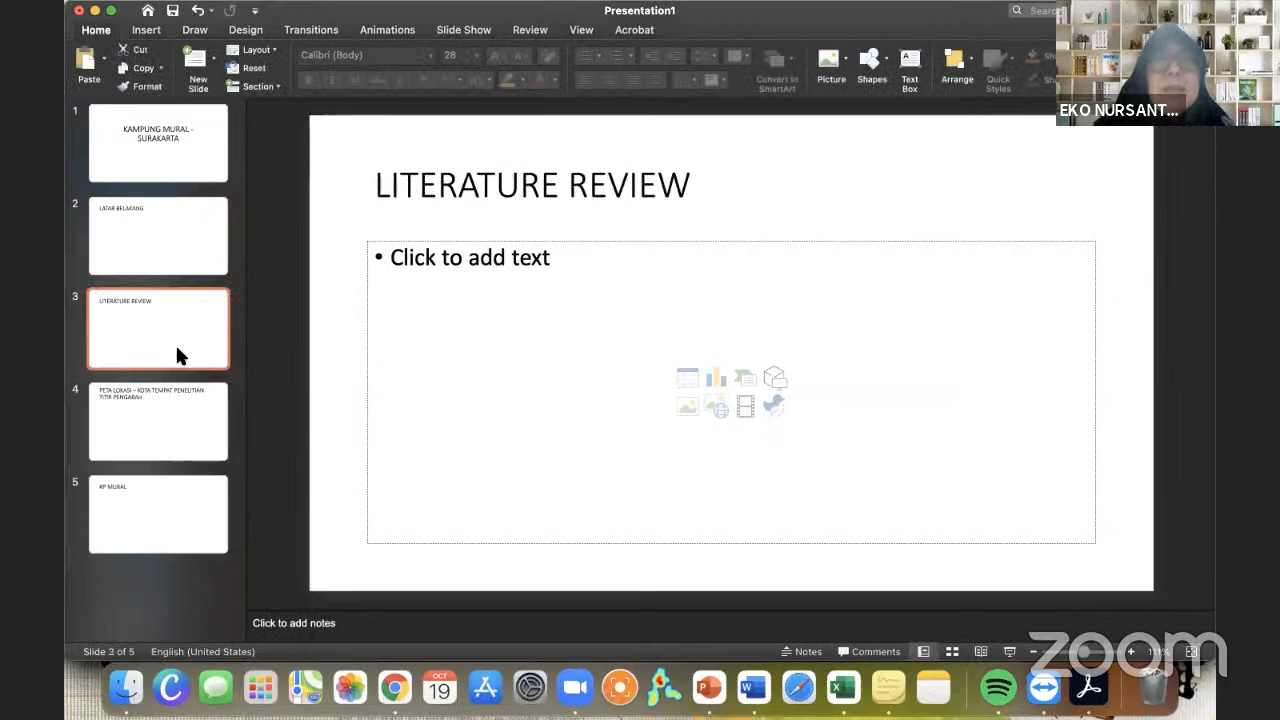 Presentation1
Sear
Home Insert Draw Design Transitions Animations Slide Show Review View Acrobat
Paste
Cut
Copy
Format
New
Slide
Layout
Reset
Section
Calibri (Body) 28
Convert to
SmartArt
Picture
Shapes
Text
Box
Arrange
Quick
Styles
EKO NURSANT...
1
KAMPUNG MURAL -
SURAKARTA
2
LATAR BELAKANG
3
LITERATURE REVIEW
4
PETA LOKASI – KOTA TEMPAT PENELITIAN
TITIK PENGARAH
5
KP MURAL
LITERATURE REVIEW
• Click to add text
Click to add notes
Slide 3 of 5 English (United States) Notes Comments 111%
zoom
OCT
19